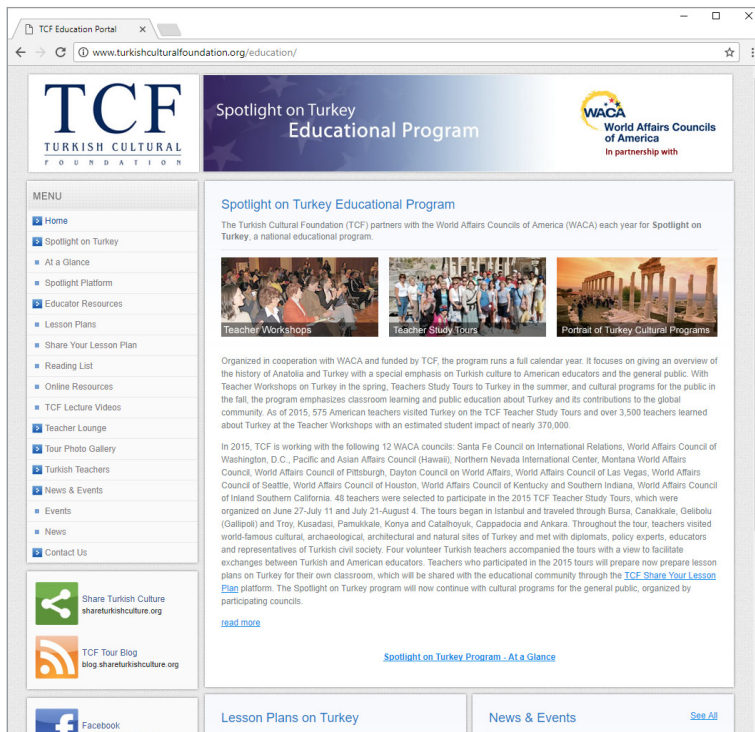 TCF Education Portal
www.turkishculturalfoundation.org/education/
TCF
TURKISH CULTURAL
FOUNDATION
Spotlight on Turkey
Educational Program
WACA
World Affairs Councils
of America
In partnership with
MENU
Home
Spotlight on Turkey
At a Glance
Spotlight Platform
Educator Resources
Lesson Plans
Share Your Lesson Plan
Reading List
Online Resources
TCF Lecture Videos
Teacher Lounge
Tour Photo Gallery
Turkish Teachers
News & Events
Events
News
Contact Us
Share Turkish Culture
shareturkishculture.org
TCF Tour Blog
blog.shareturkishculture.org
Facebook
Spotlight on Turkey Educational Program
The Turkish Cultural Foundation (TCF) partners with the World Affairs Councils of America (WACA) each year for Spotlight on
Turkey, a national educational program.
Teacher Workshops
Teacher Study Tours
Portrait of Turkey Cultural Programs
Organized in cooperation with WACA and funded by TCF, the program runs a full calendar year. It focuses on giving an overview of
the history of Anatolia and Turkey with a special emphasis on Turkish culture to American educators and the general public. With
Teacher Workshops on Turkey in the spring, Teachers Study Tours to Turkey in the summer, and cultural programs for the public in
the fall, the program emphasizes classroom learning and public education about Turkey and its contributions to the global
community. As of 2015, 575 American teachers visited Turkey on the TCF Teacher Study Tours and over 3,500 teachers learned
about Turkey at the Teacher Workshops with an estimated student impact of nearly 370,000.
In 2015, TCF is working with the following 12 WACA councils: Santa Fe Council on International Relations, World Affairs Council of
Washington, D.C., Pacific and Asian Affairs Council (Hawaii), Northern Nevada International Center, Montana World Affairs
Council, World Affairs Council of Pittsburgh, Dayton Council on World Affairs, World Affairs Council of Las Vegas, World Affairs
Council of Seattle, World Affairs Council of Houston, World Affairs Council of Kentucky and Southern Indiana, World Affairs Council
of Inland Southern California. 48 teachers were selected to participate in the 2015 TCF Teacher Study Tours, which were
organized on June 27-July 11 and July 21-August 4. The tours began in Istanbul and traveled through Bursa, Canakkale, Gelibolu
(Gallipoli) and Troy, Kusadasi, Pamukkale, Konya and Catalhoyuk, Cappadocia and Ankara. Throughout the tour, teachers visited
world-famous cultural, archaeological, architectural and natural sites of Turkey and met with diplomats, policy experts, educators
and representatives of Turkish civil society. Four volunteer Turkish teachers accompanied the tours with a view to facilitate
exchanges between Turkish and American educators. Teachers who participated in the 2015 tours will prepare now prepare lesson
plans on Turkey for their own classroom, which will be shared with the educational community through the TCF Share Your Lesson
Plan platform. The Spotlight on Turkey program will now continue with cultural programs for the general public, organized by
participating councils.
read more
Spotlight on Turkey Program - At a Glance
Lesson Plans on Turkey
News & Events
See All